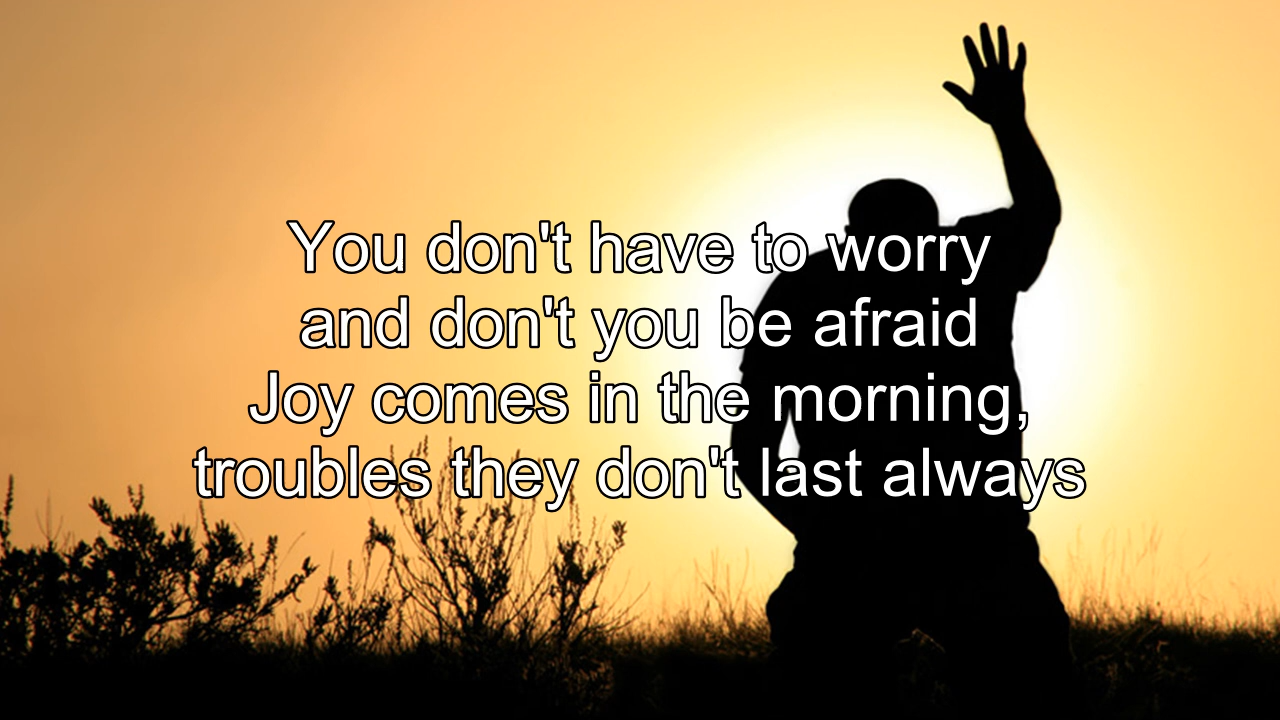 You don't have to worry
and don't you be afraid
Joy comes in the morning,
troubles they don't last always